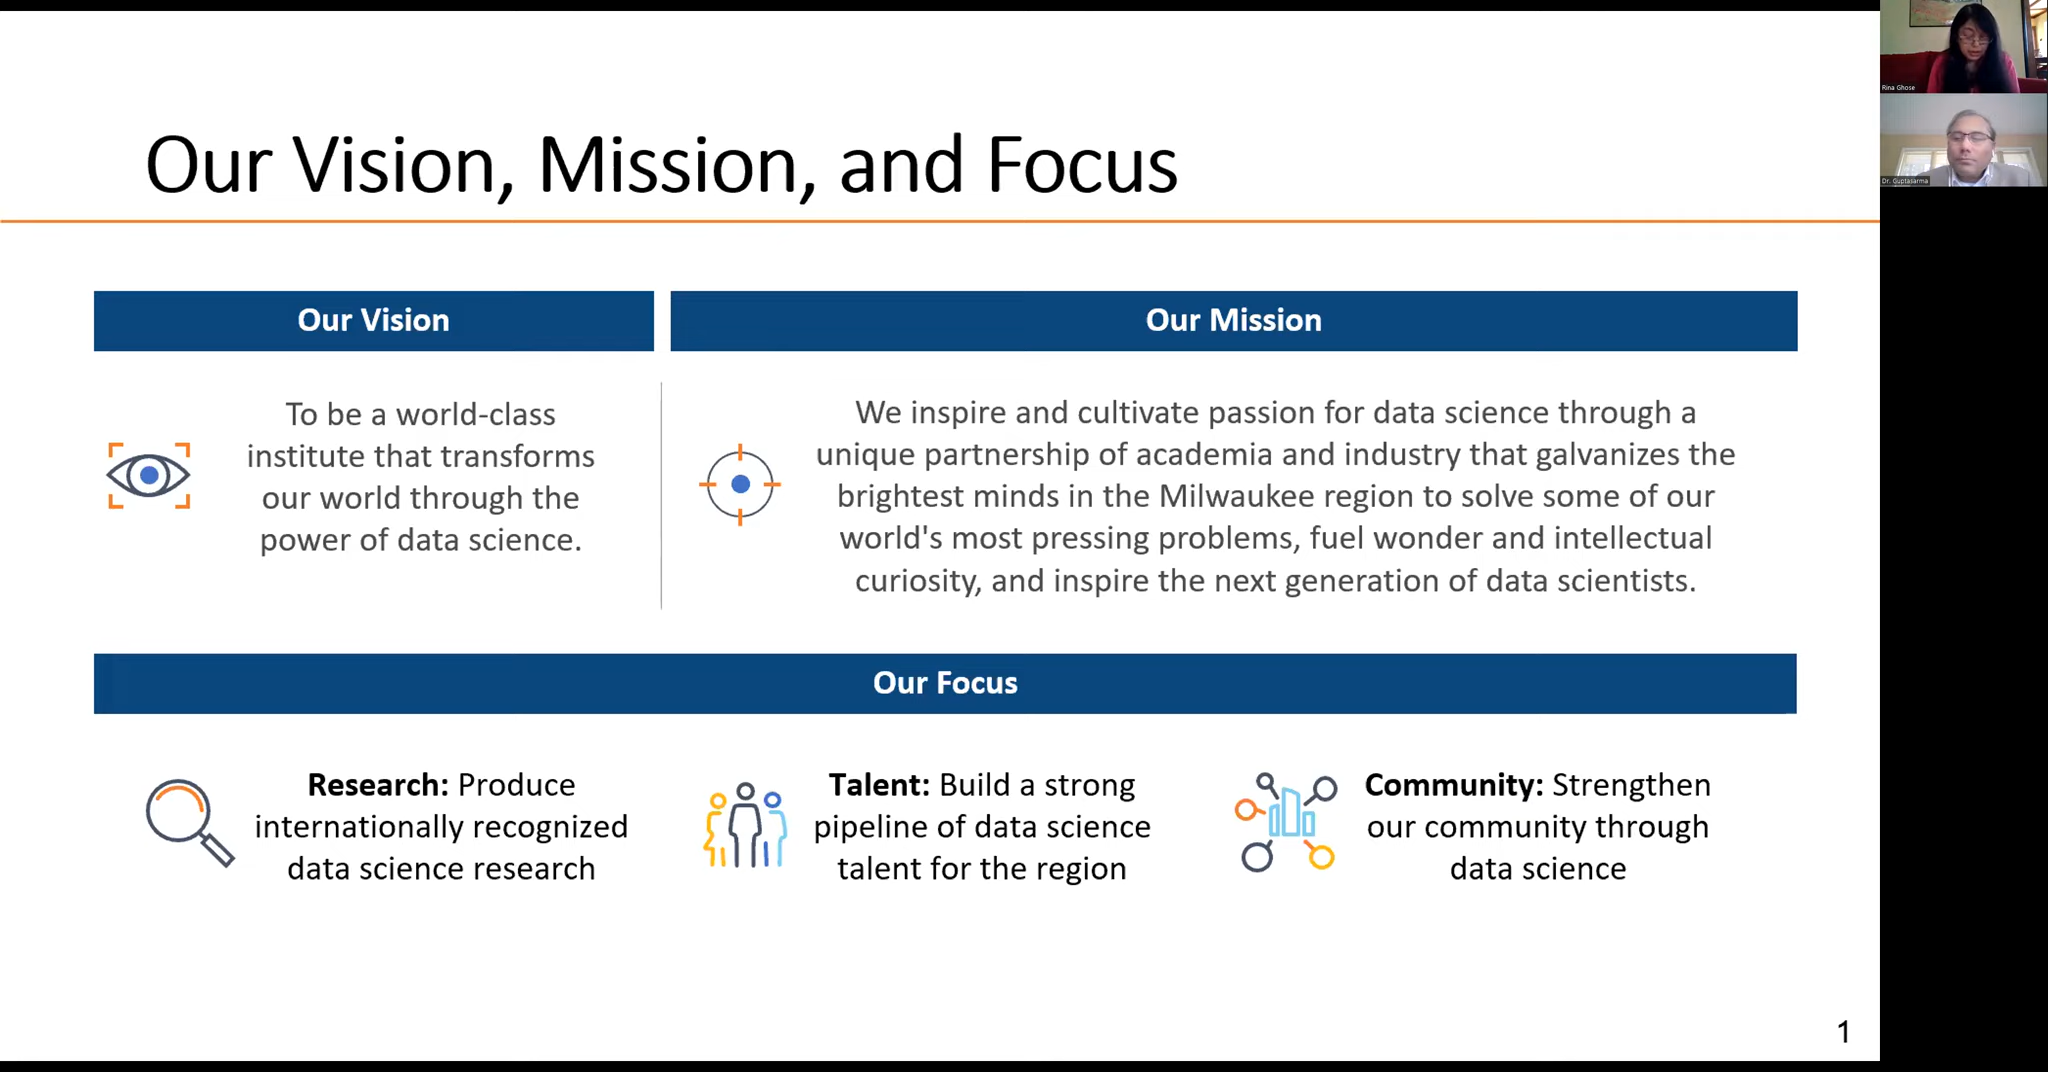 Our Vision, Mission, and Focus
Our Vision
To be a world-class
institute that transforms
our world through the
power of data science.
Our Mission
We inspire and cultivate passion for data science through a
unique partnership of academia and industry that galvanizes the
brightest minds in the Milwaukee region to solve some of our
world's most pressing problems, fuel wonder and intellectual
curiosity, and inspire the next generation of data scientists.
Our Focus
Research: Produce
internationally recognized
data science research
Talent: Build a strong
pipeline of data science
talent for the region
Community: Strengthen
our community through
data science
1
Rina Ghose
Dr. Guptasarma